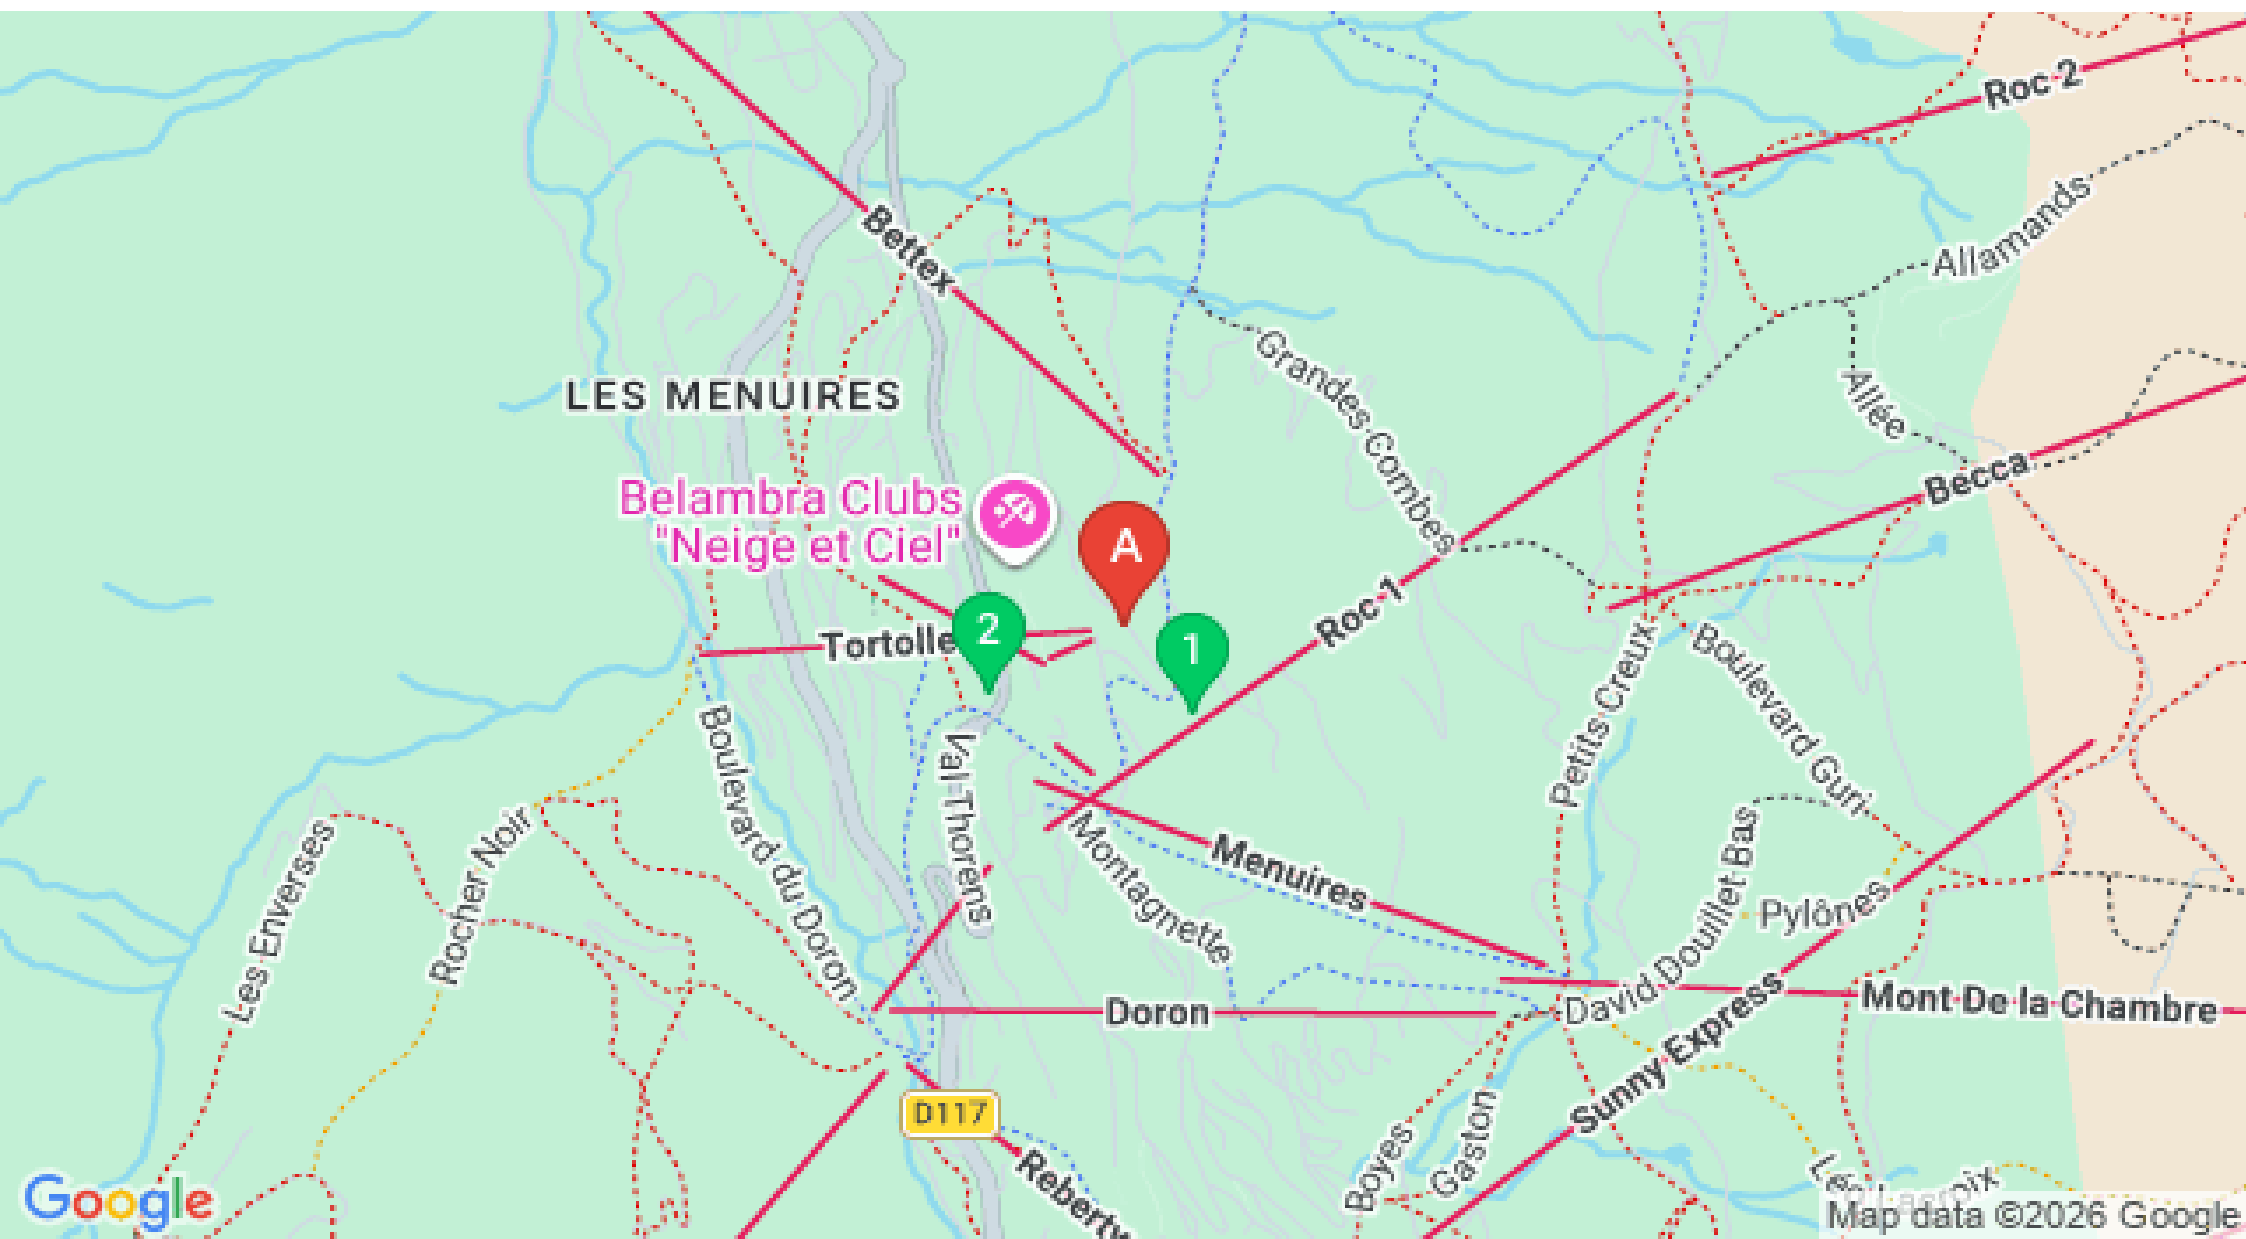 Roc 2
Bettex
Allamands
Grandes Combes
Allée
LES MENUIRES
Becca
Belambra Clubs
"Neige et Ciel"
A
Roc 1
2
1
Tortolle
Petits Creux
Boulevard Guri
Boulevard du Doron
Val Thorens
Les Enverses
Rocher Noir
Montagnette
Menuires
David Douillet Bas
Pylônes
Doron
Mont De la Chambre
Sunny Express
D117
Boyes
Gaston
Google
Map data ©2026 Google